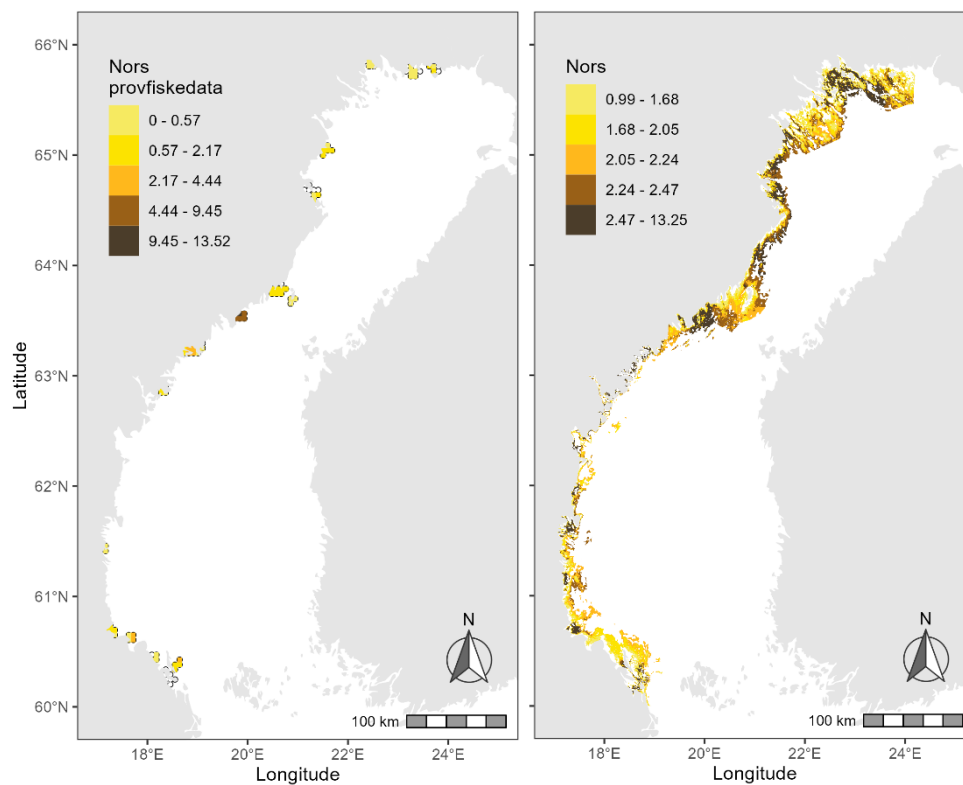 Nors
provfiskedata
0 - 0.57
0.57 - 2.17
2.17 - 4.44
4.44 - 9.45
9.45 - 13.52
66°N
65°N
64°N
63°N
62°N
61°N
60°N
Latitude
N
100 km
18°E
20°E
22°E
24°E
Longitude
Nors
0.99 - 1.68
1.68 - 2.05
2.05 - 2.24
2.24 - 2.47
2.47 - 13.25
N
100 km
18°E
20°E
22°E
24°E
Longitude